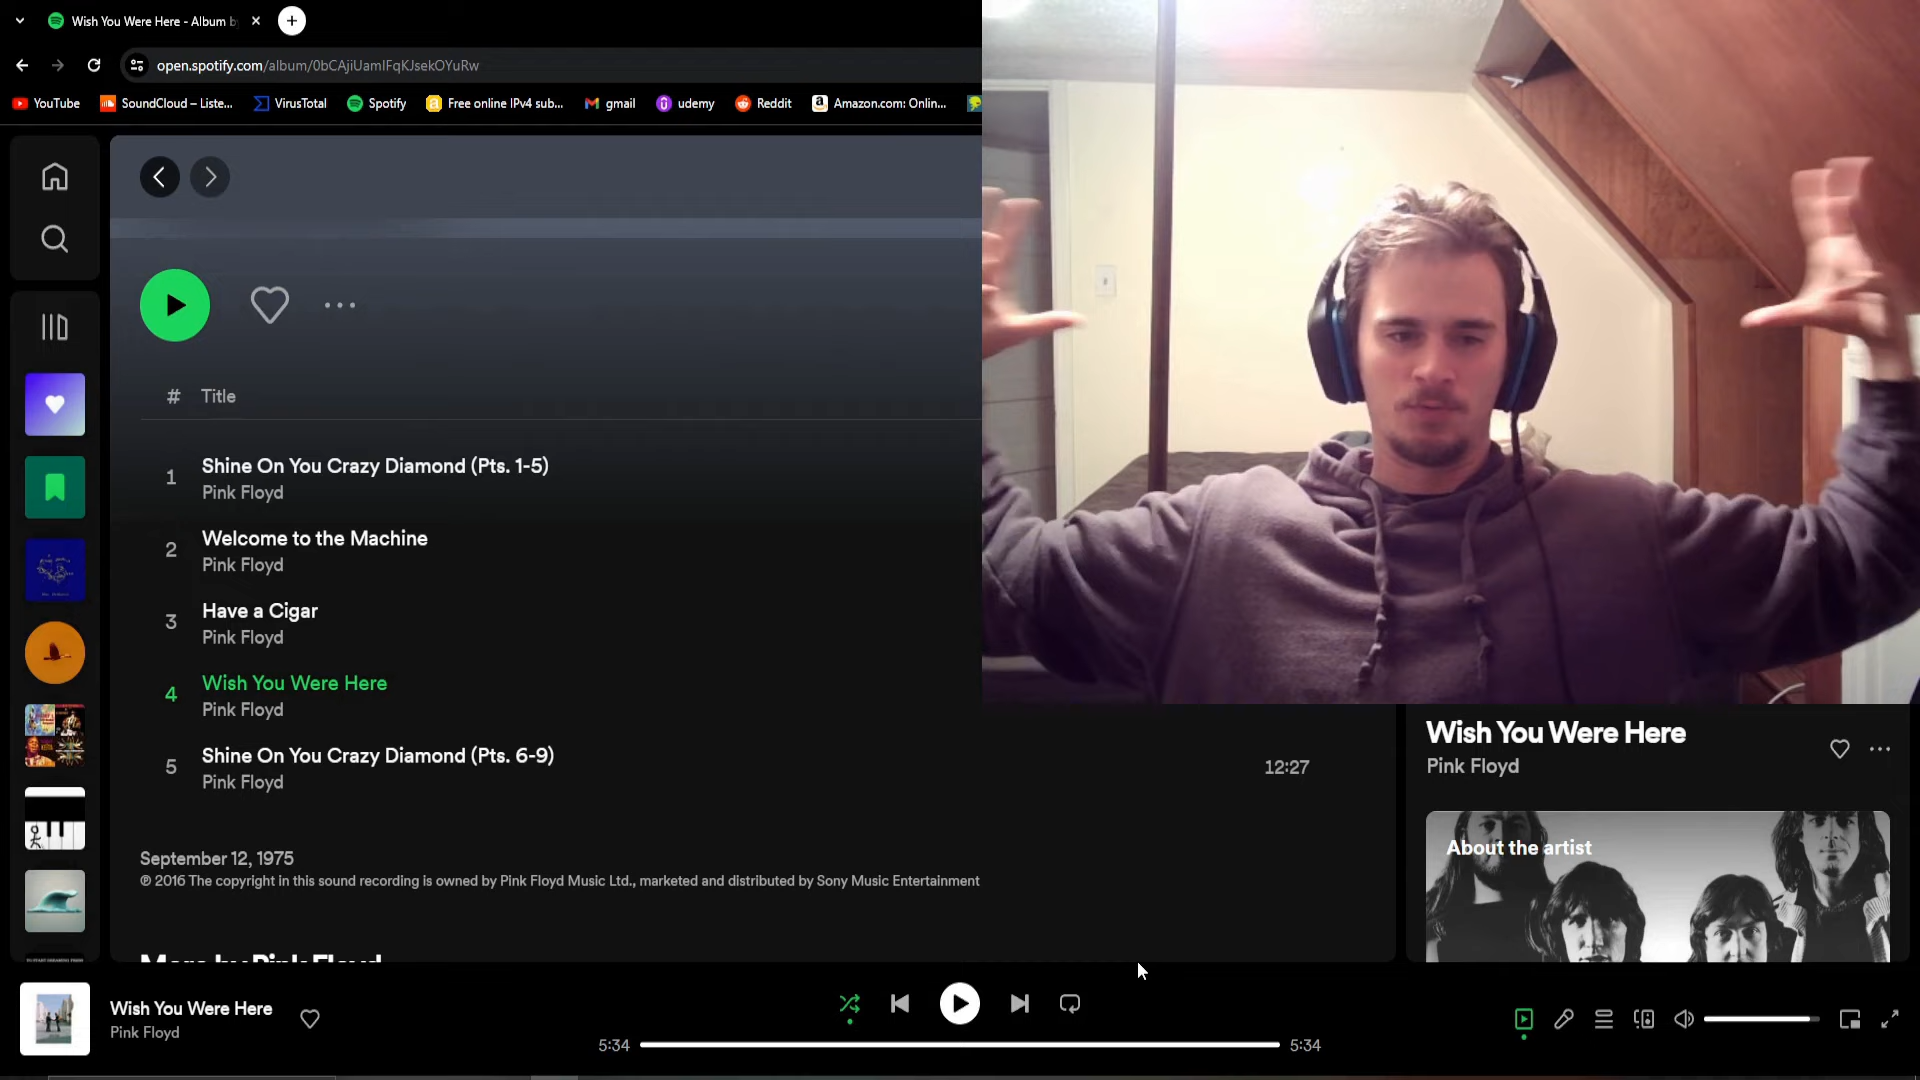 Wish You Were Here - Album b
open.spotify.com/album/0bCAjiUamIFqKJsekOYuRw
YouTube
SoundCloud – Liste...
VirusTotal
Spotify
Free online IPv4 sub...
gmail
udemy
Reddit
Amazon.com: Onlin...
# Title
1 Shine On You Crazy Diamond (Pts. 1-5)
Pink Floyd
2 Welcome to the Machine
Pink Floyd
3 Have a Cigar
Pink Floyd
4 Wish You Were Here
Pink Floyd
5 Shine On You Crazy Diamond (Pts. 6-9) 12:27
Pink Floyd
September 12, 1975
℗ 2016 The copyright in this sound recording is owned by Pink Floyd Music Ltd., marketed and distributed by Sony Music Entertainment
More by Pink Floyd
Wish You Were Here
Pink Floyd
About the artist
Wish You Were Here
Pink Floyd
5:34
5:34